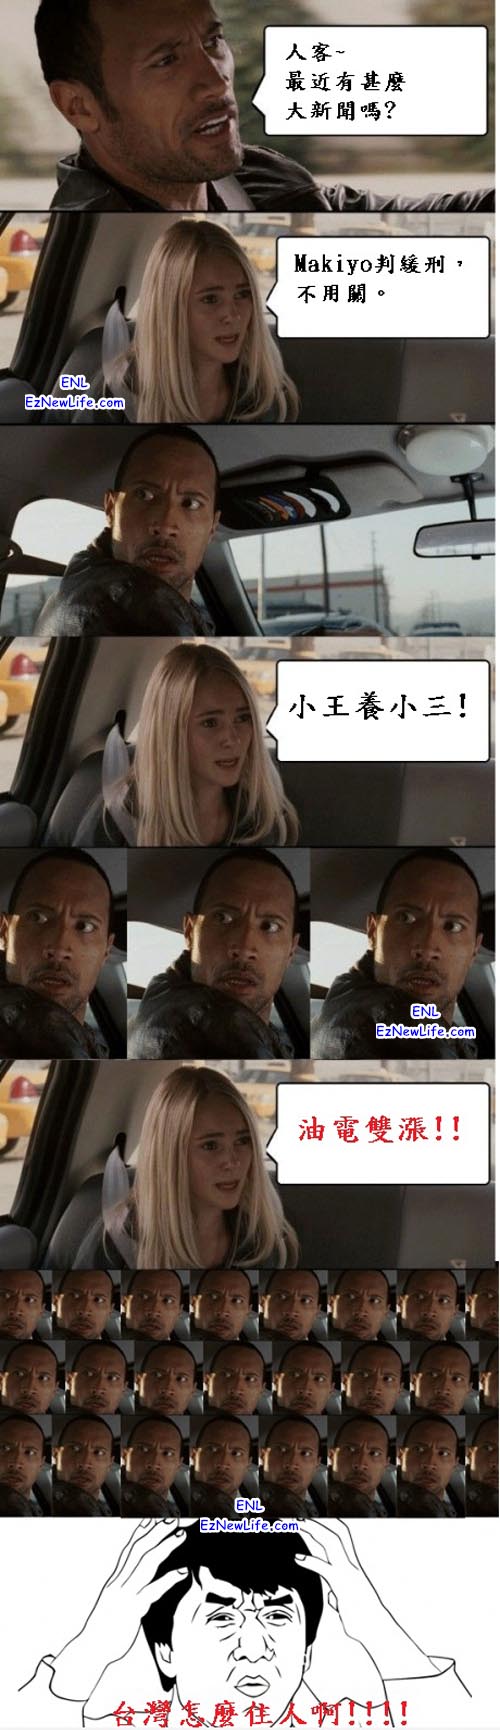 人客~
最近有甚麼
大新聞嗎?
Makiyo判緩刑，
不用關。
ENL
EzNewLife.com
小王養小三!
ENL
EzNewLife.com
油電雙漲!!
ENL
EzNewLife.com
台灣怎麼住人啊!!!!